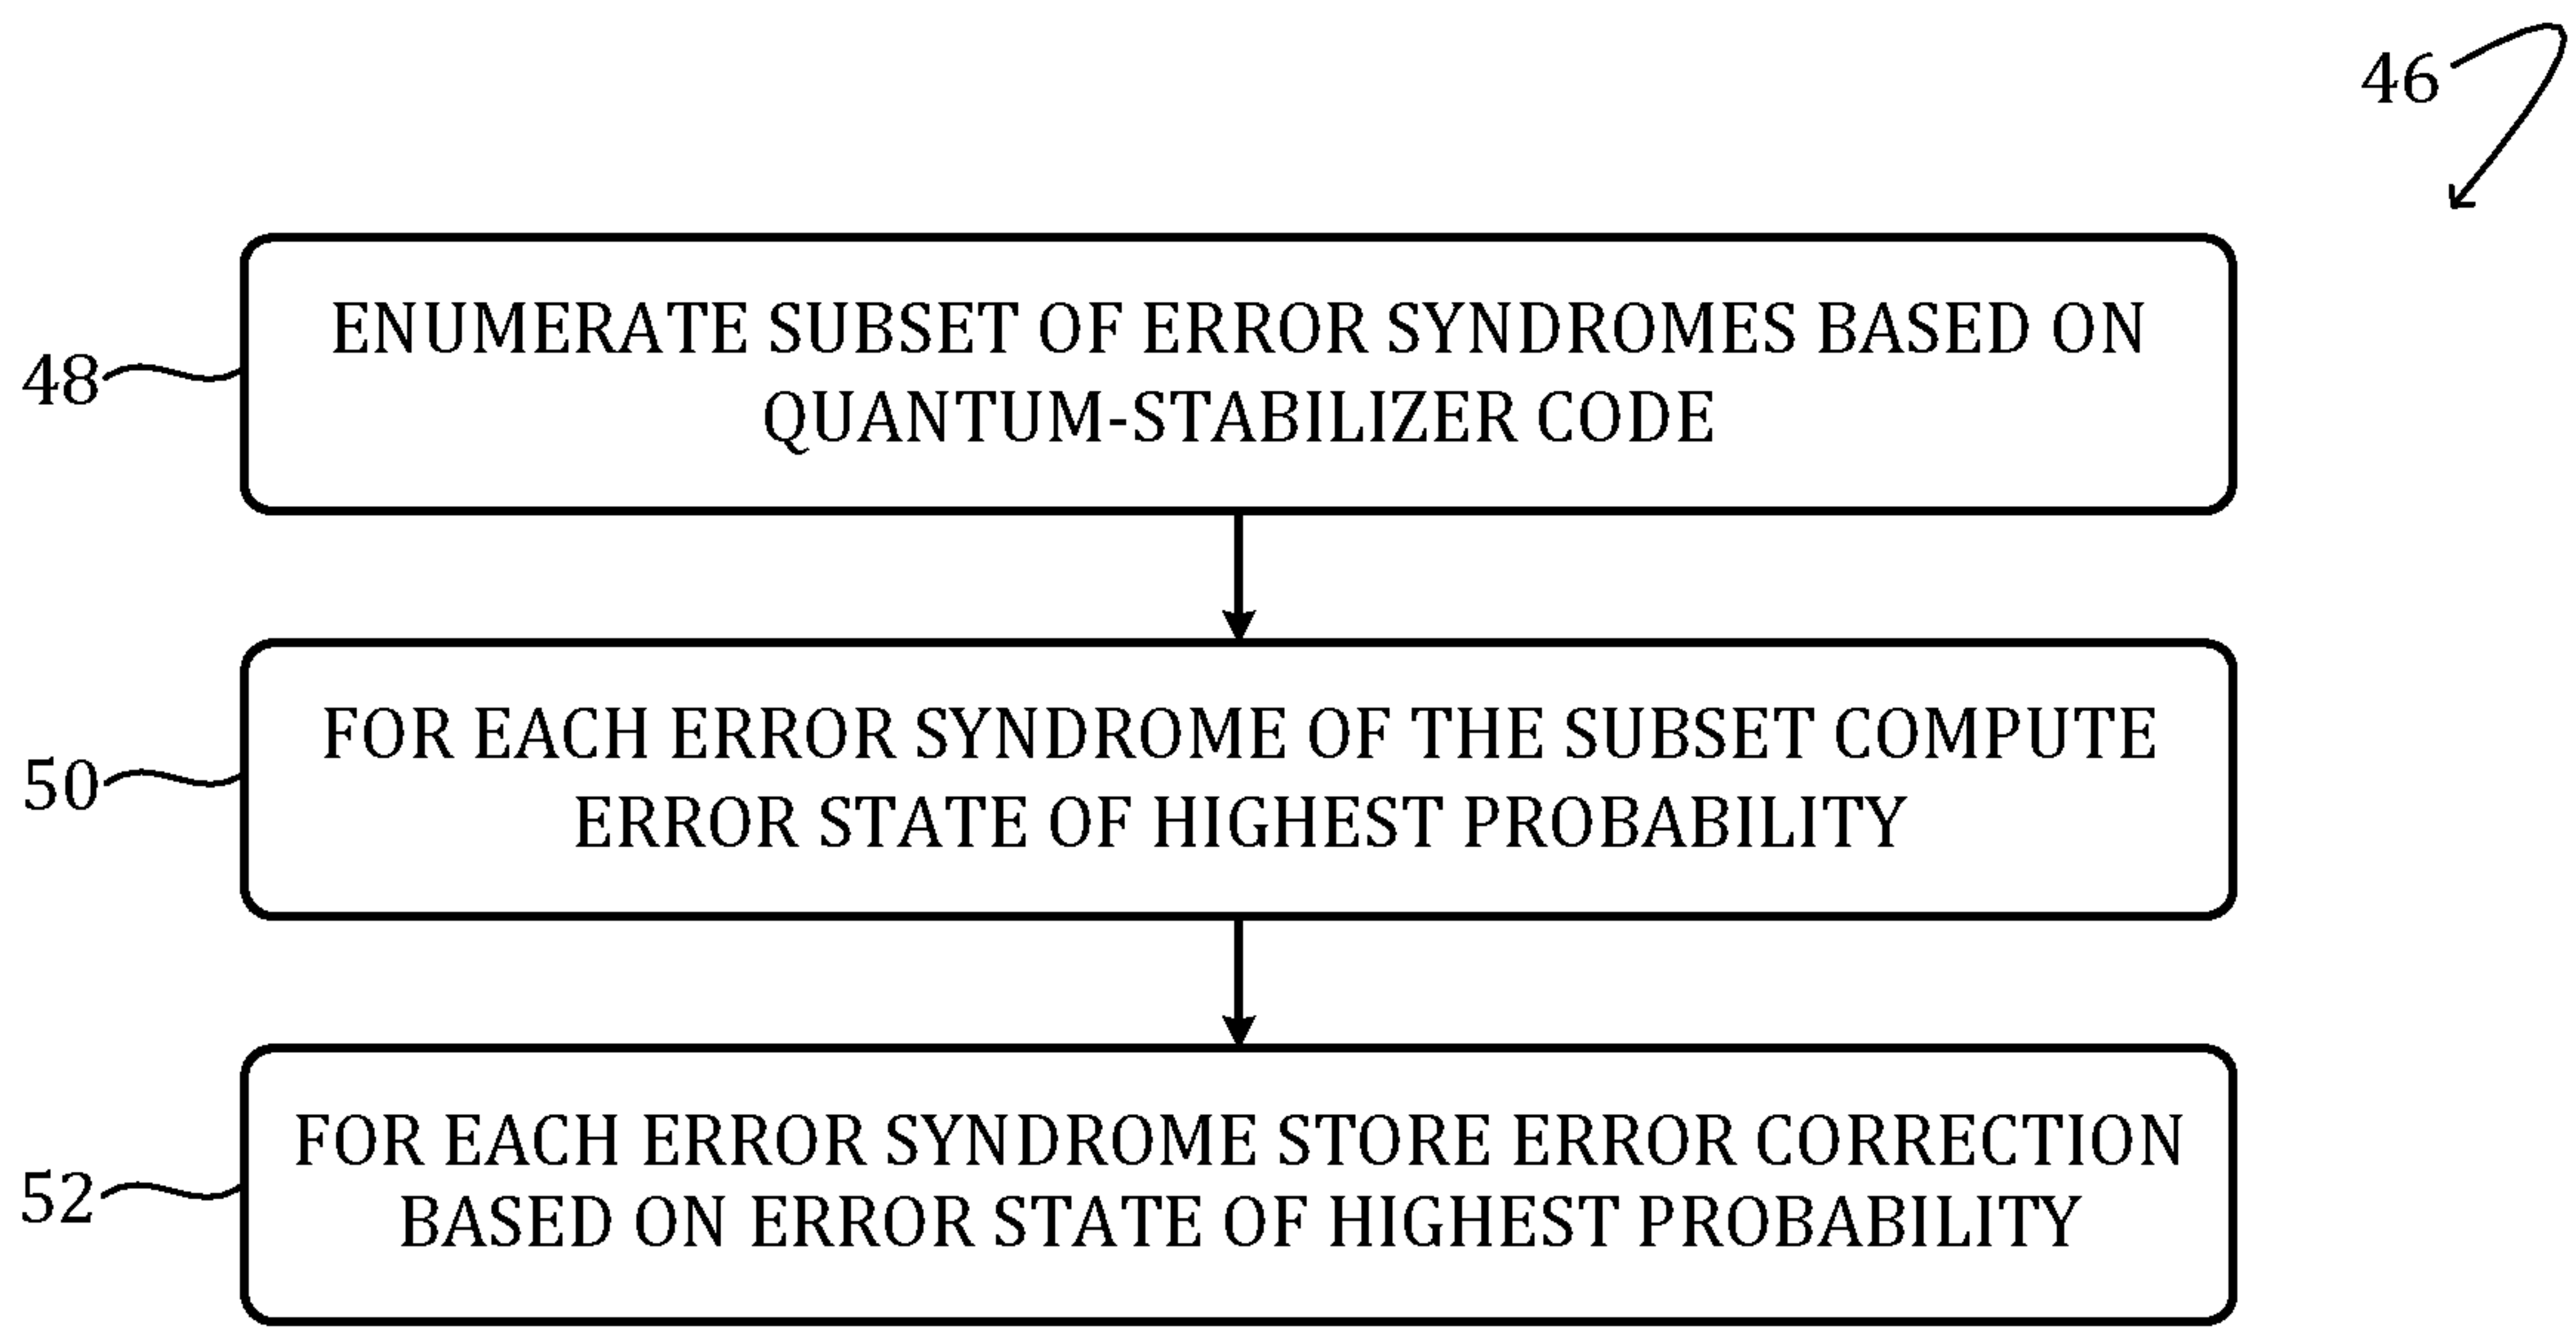 46
ENUMERATE SUBSET OF ERROR SYNDROMES BASED ON
QUANTUM-STABILIZER CODE
48
FOR EACH ERROR SYNDROME OF THE SUBSET COMPUTE
ERROR STATE OF HIGHEST PROBABILITY
50
FOR EACH ERROR SYNDROME STORE ERROR CORRECTION
BASED ON ERROR STATE OF HIGHEST PROBABILITY
52